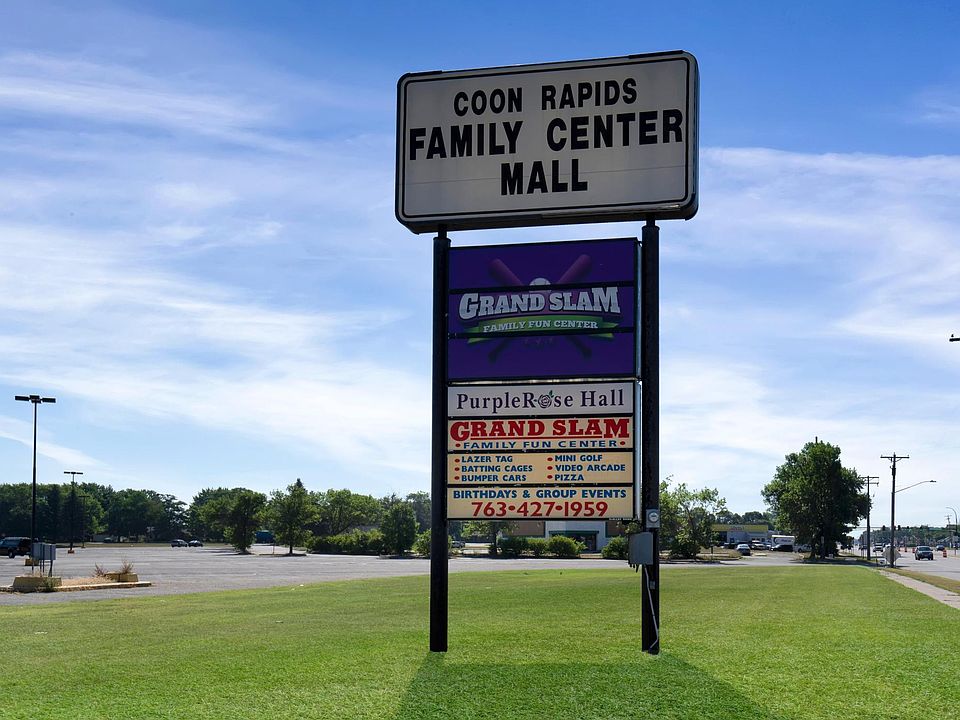 COON RAPIDS
FAMILY CENTER
MALL
GRAND SLAM
FAMILY FUN CENTER
PurpleRose Hall
GRAND SLAM
• FAMILY FUN CENTER •
• LAZER TAG • MINI GOLF
BATTING CAGES • VIDEO ARCADE
• BUMPER CARS • PIZZA
BIRTHDAYS & GROUP EVENTS
763•427•1959